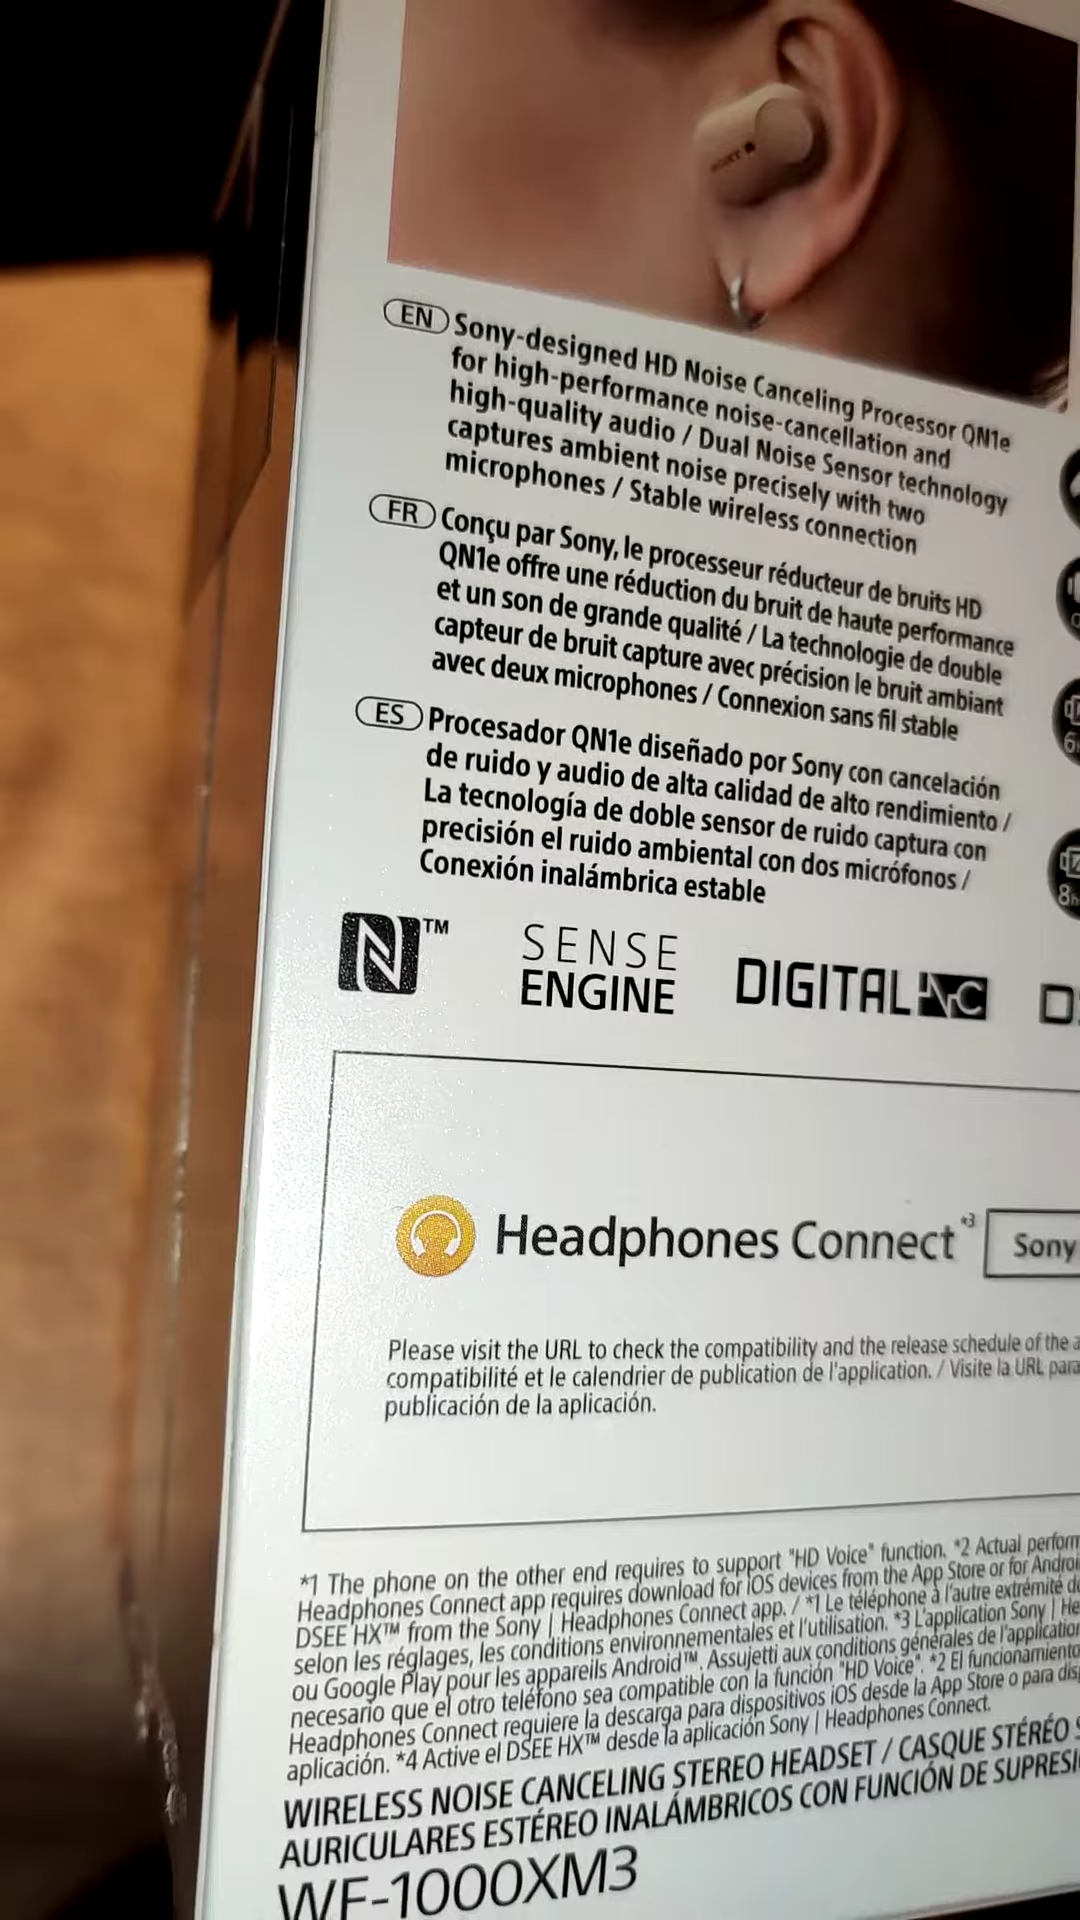 SONY
EN Sony-designed HD Noise Canceling Processor QN1e
for high-performance noise-cancellation and
high-quality audio / Dual Noise Sensor technology
captures ambient noise precisely with two
microphones / Stable wireless connection
FR Conçu par Sony, le processeur réducteur de bruits HD
QN1e offre une réduction du bruit de haute performance
et un son de grande qualité / La technologie de double
capteur de bruit capture avec précision le bruit ambiant
avec deux microphones / Connexion sans fil stable
ES Procesador QN1e diseñado por Sony con cancelación
de ruido y audio de alta calidad de alto rendimiento /
La tecnología de doble sensor de ruido captura con
precisión el ruido ambiental con dos micrófonos /
Conexión inalámbrica estable
N™
SENSE
ENGINE
DIGITAL NC
Headphones Connect *3
Sony
Please visit the URL to check the compatibility and the release schedule of the
compatibilité et le calendrier de publication de l'application. / Visite la URL para
publicación de la aplicación.
*1 The phone on the other end requires to support "HD Voice" function. *2 Actual perform
Headphones Connect app requires download for iOS devices from the App Store or for Androi
DSEE HX™ from the Sony | Headphones Connect app. / *1 Le téléphone à l'autre extrémité d
selon les réglages, les conditions environnementales et l'utilisation. *3 L'application Sony | He
ou Google Play pour les appareils Android™. Assujetti aux conditions générales de l'application
necesario que el otro teléfono sea compatible con la función "HD Voice". *2 El funcionamiento
Headphones Connect requiere la descarga para dispositivos iOS desde la App Store o para disp
aplicación. *4 Active el DSEE HX™ desde la aplicación Sony | Headphones Connect.
WIRELESS NOISE CANCELING STEREO HEADSET / CASQUE STÉRÉO S
AURICULARES ESTÉREO INALÁMBRICOS CON FUNCIÓN DE SUPRESI
WF-1000XM3